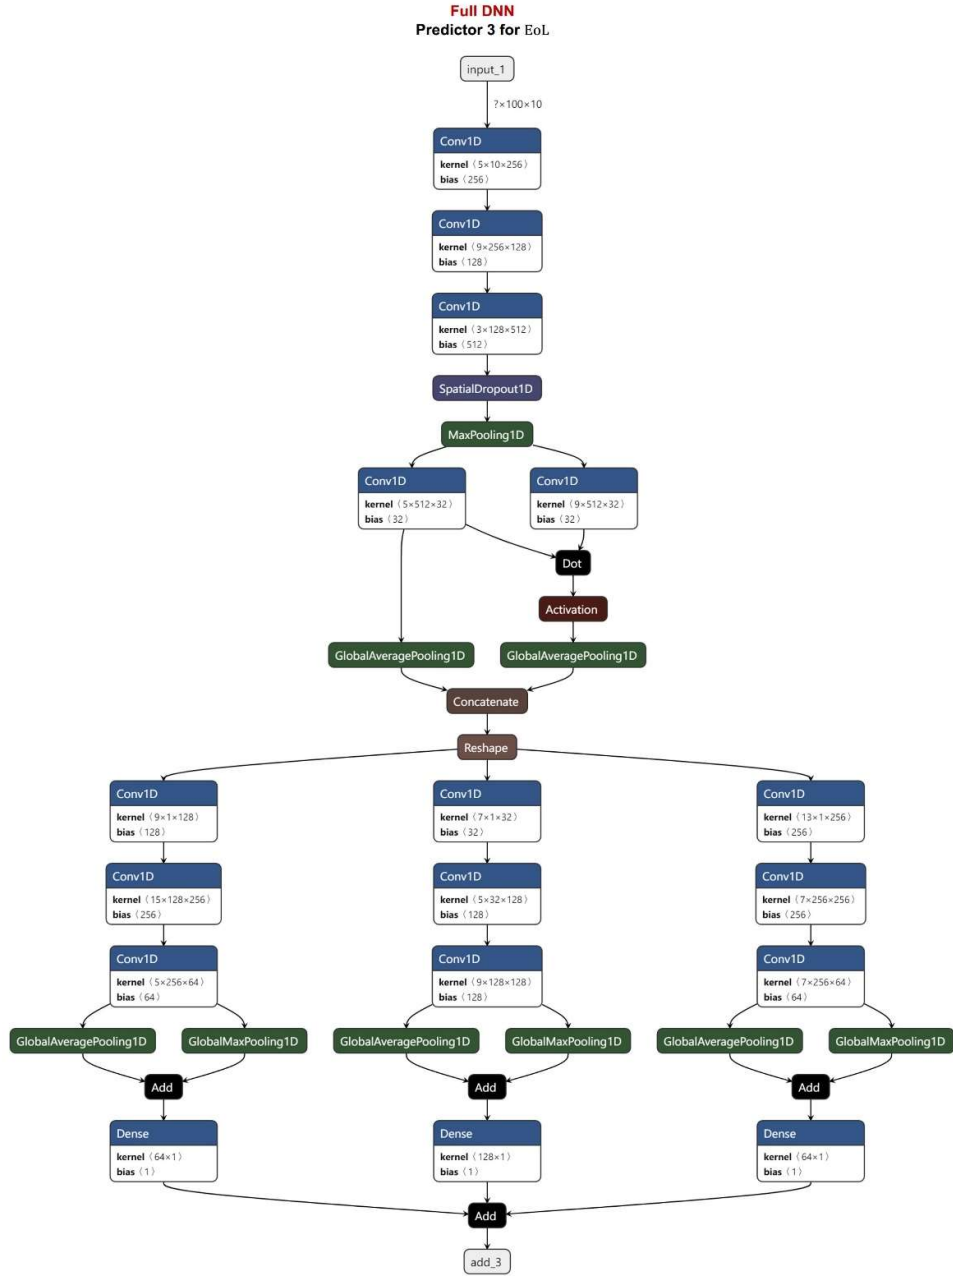 Full DNN
Predictor 3 for EoL
input_1
?×100×10
Conv1D
kernel ⟨5×10×256⟩
bias ⟨256⟩
Conv1D
kernel ⟨9×256×128⟩
bias ⟨128⟩
Conv1D
kernel ⟨3×128×512⟩
bias ⟨512⟩
SpatialDropout1D
MaxPooling1D
Conv1D
kernel ⟨5×512×32⟩
bias ⟨32⟩
Conv1D
kernel ⟨9×512×32⟩
bias ⟨32⟩
Dot
Activation
GlobalAveragePooling1D
GlobalAveragePooling1D
Concatenate
Reshape
Conv1D
kernel ⟨9×1×128⟩
bias ⟨128⟩
Conv1D
kernel ⟨7×1×32⟩
bias ⟨32⟩
Conv1D
kernel ⟨13×1×256⟩
bias ⟨256⟩
Conv1D
kernel ⟨15×128×256⟩
bias ⟨256⟩
Conv1D
kernel ⟨5×32×128⟩
bias ⟨128⟩
Conv1D
kernel ⟨7×256×256⟩
bias ⟨256⟩
Conv1D
kernel ⟨5×256×64⟩
bias ⟨64⟩
Conv1D
kernel ⟨9×128×128⟩
bias ⟨128⟩
Conv1D
kernel ⟨7×256×64⟩
bias ⟨64⟩
GlobalAveragePooling1D
GlobalMaxPooling1D
GlobalAveragePooling1D
GlobalMaxPooling1D
GlobalAveragePooling1D
GlobalMaxPooling1D
Add
Add
Add
Dense
kernel ⟨64×1⟩
bias ⟨1⟩
Dense
kernel ⟨128×1⟩
bias ⟨1⟩
Dense
kernel ⟨64×1⟩
bias ⟨1⟩
Add
add_3